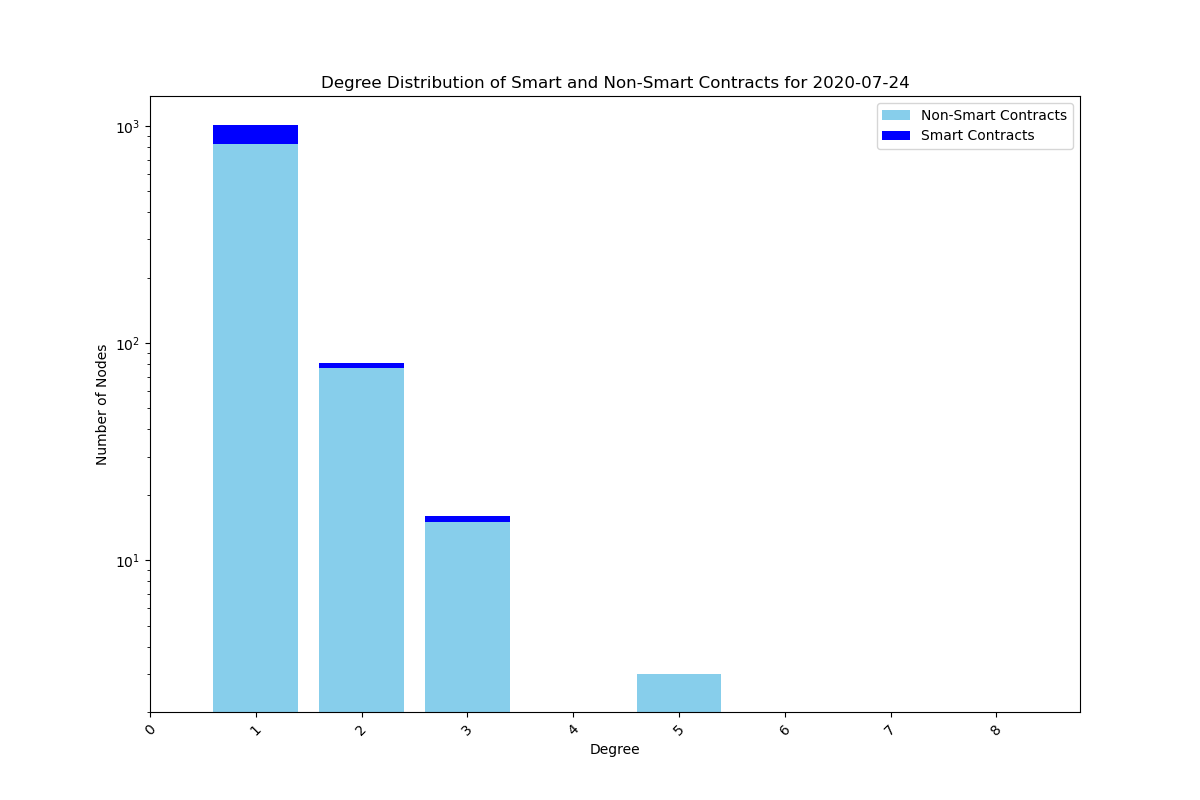 Degree Distribution of Smart and Non-Smart Contracts for 2020-07-24
Non-Smart Contracts
Smart Contracts
Number of Nodes
10³
10²
10¹
0 1 2 3 4 5 6 7 8
Degree